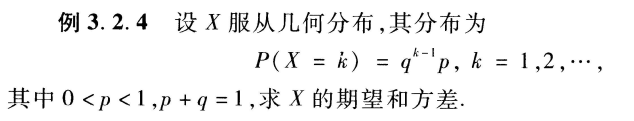 例 3.2.4 设 X 服从几何分布,其分布为
P(X = k) = q^{k-1}p, k = 1,2,⋯,
其中 0 < p < 1,p + q = 1,求 X 的期望和方差.